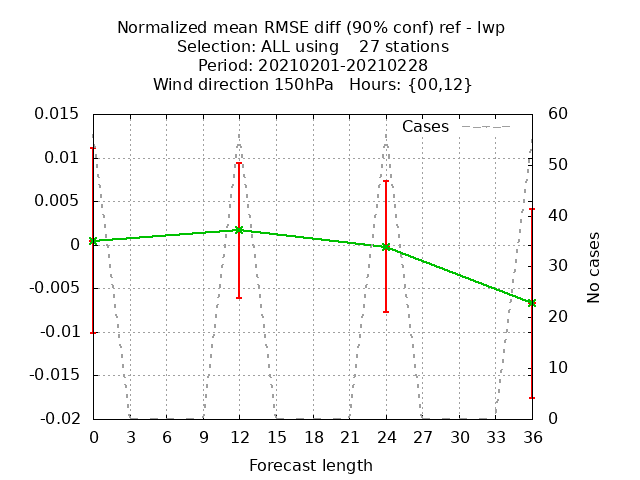 Normalized mean RMSE diff (90% conf) ref - lwp
Selection: ALL using    27 stations
Period: 20210201-20210228
Wind direction 150hPa   Hours: {00,12}
Cases
0.015
0.01
0.005
0
-0.005
-0.01
-0.015
-0.02
60
50
40
30
20
10
0
No cases
0 3 6 9 12 15 18 21 24 27 30 33 36
Forecast length